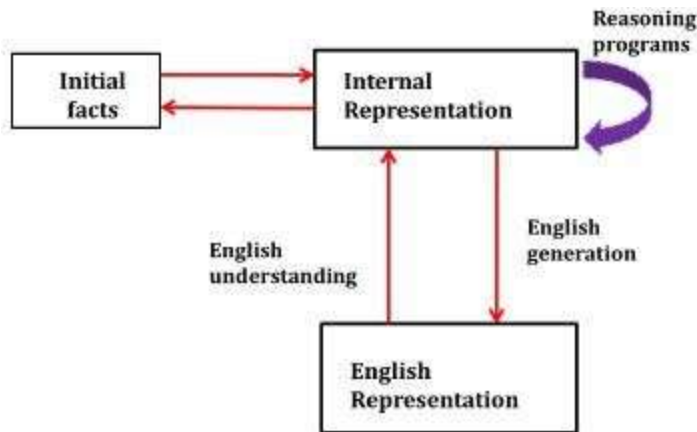 Reasoning
programs
Initial
facts
Internal
Representation
English
understanding
English
generation
English
Representation